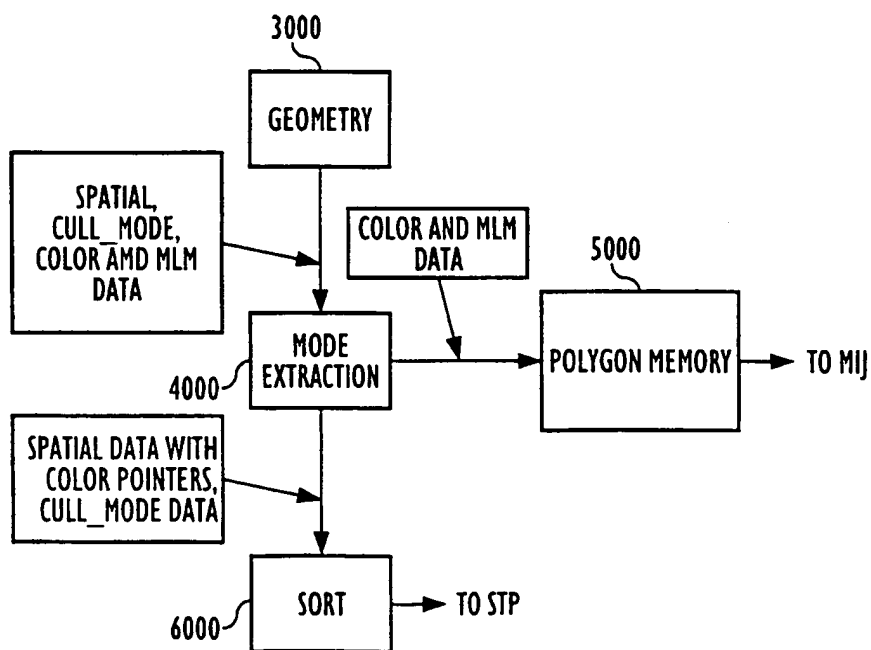 3000
GEOMETRY
SPATIAL,
CULL_MODE,
COLOR AMD MLM
DATA
COLOR AND MLM
DATA
5000
POLYGON MEMORY
TO MIJ
MODE
EXTRACTION
4000
SPATIAL DATA WITH
COLOR POINTERS,
CULL_MODE DATA
SORT
6000
TO STP